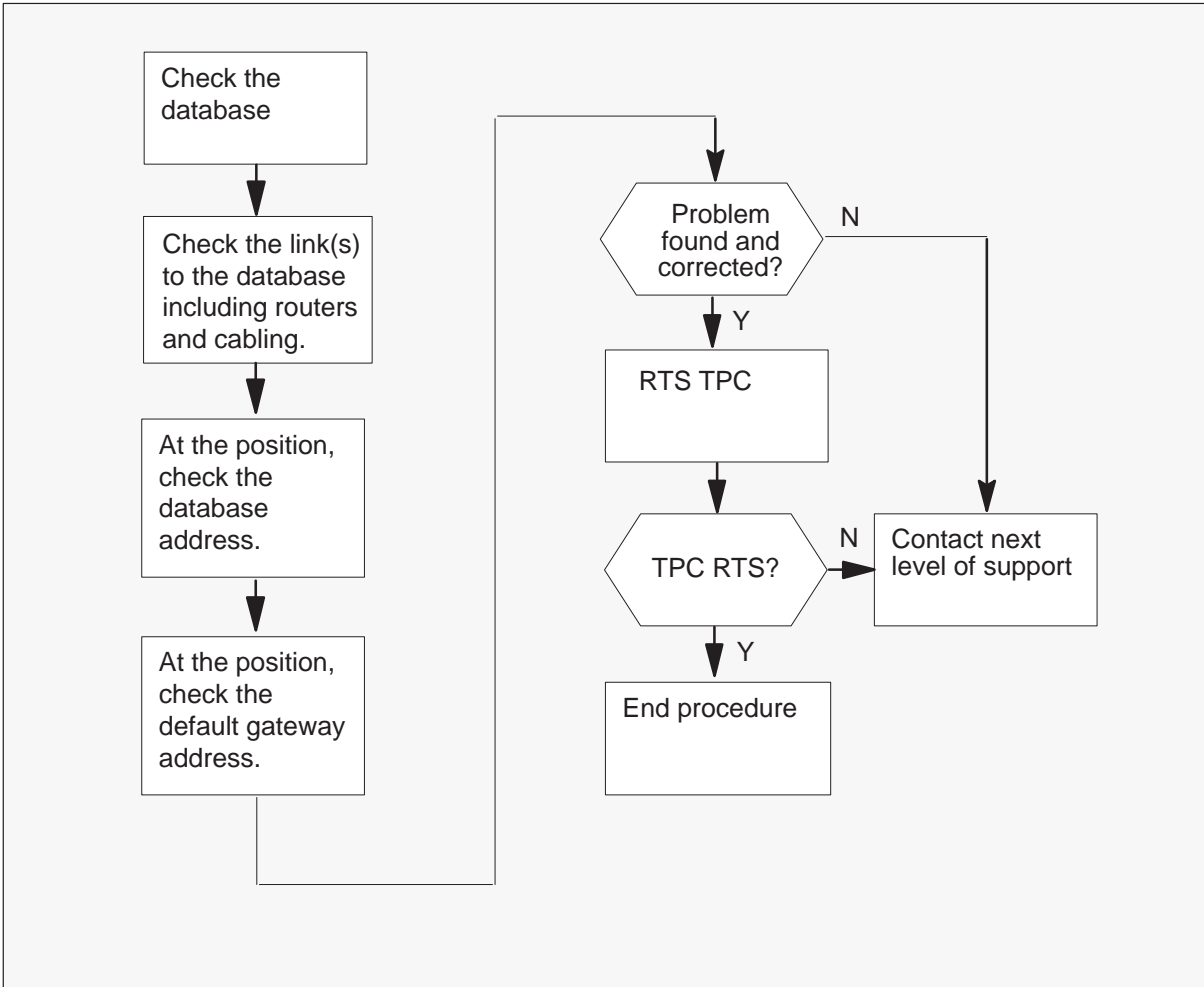 Check the
database
Check the link(s)
to the database
including routers
and cabling.
At the position,
check the
database
address.
At the position,
check the
default gateway
address.
Problem
found and
corrected?
N
Y
RTS TPC
TPC RTS?
N
Contact next
level of support
Y
End procedure